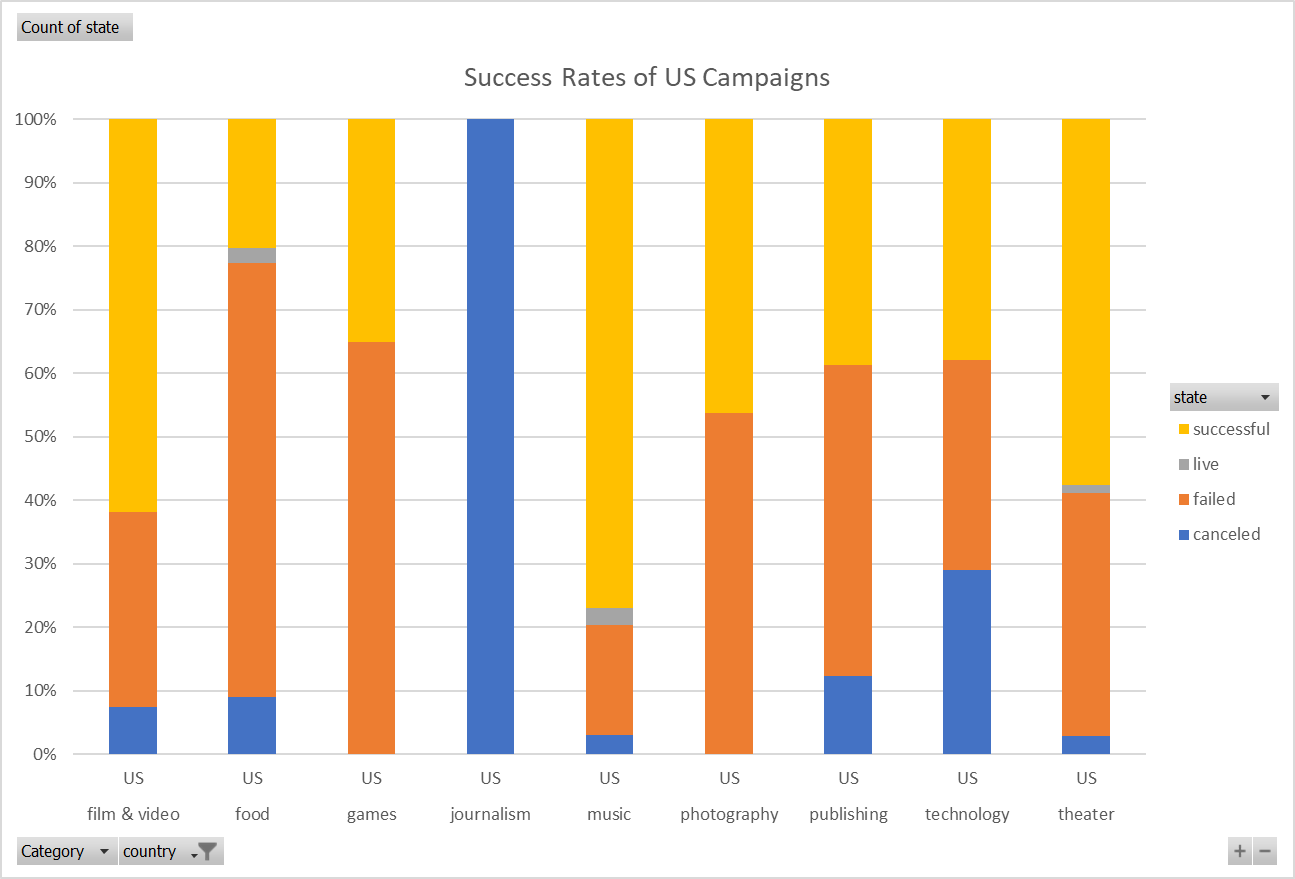 Count of state
Success Rates of US Campaigns
100%
90%
80%
70%
60%
50%
40%
30%
20%
10%
0%
state
successful
live
failed
canceled
US US US US US US US US US
film & video food games journalism music photography publishing technology theater
Category country
+ −